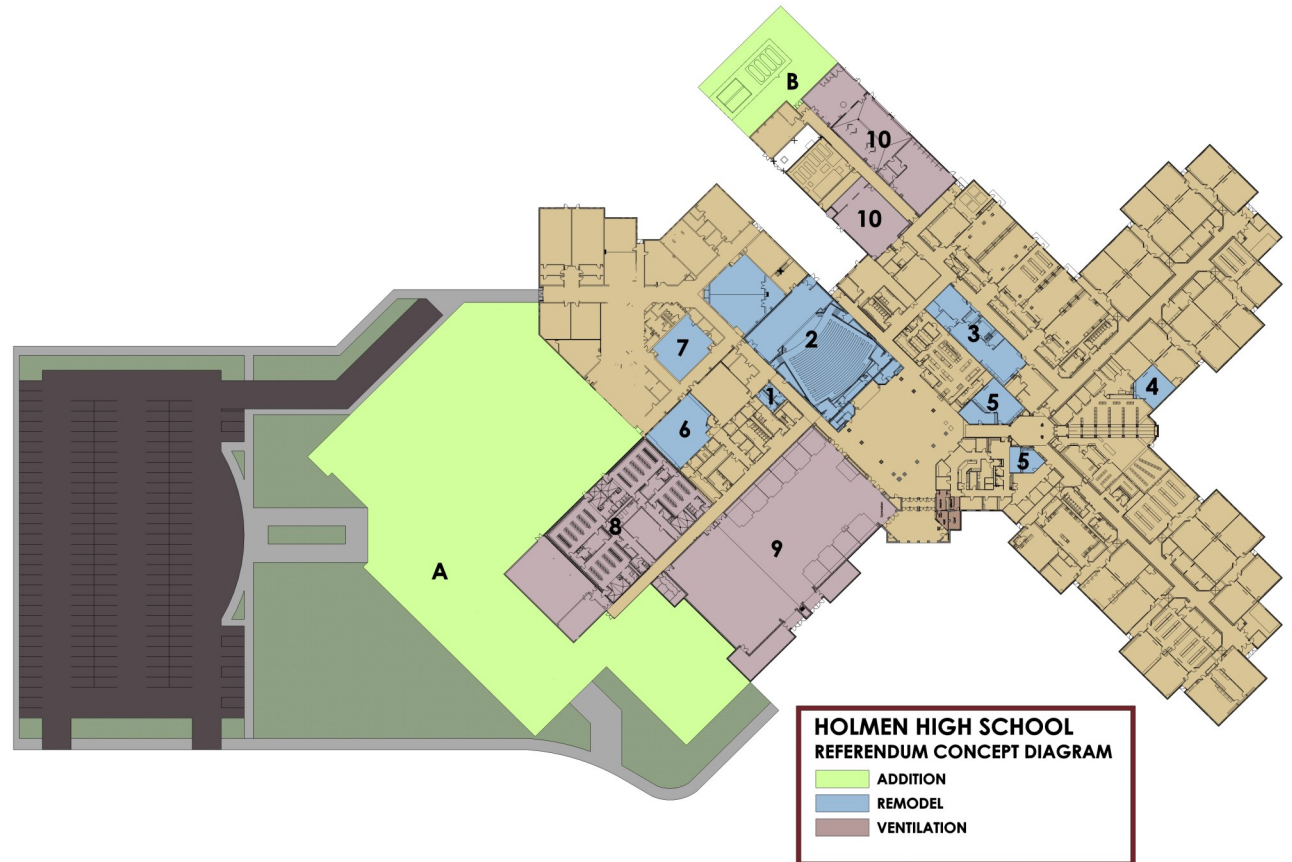 B
10
10
3
2
7
4
1
5
6
5
8
9
A
HOLMEN HIGH SCHOOL
REFERENDUM CONCEPT DIAGRAM
ADDITION
REMODEL
VENTILATION